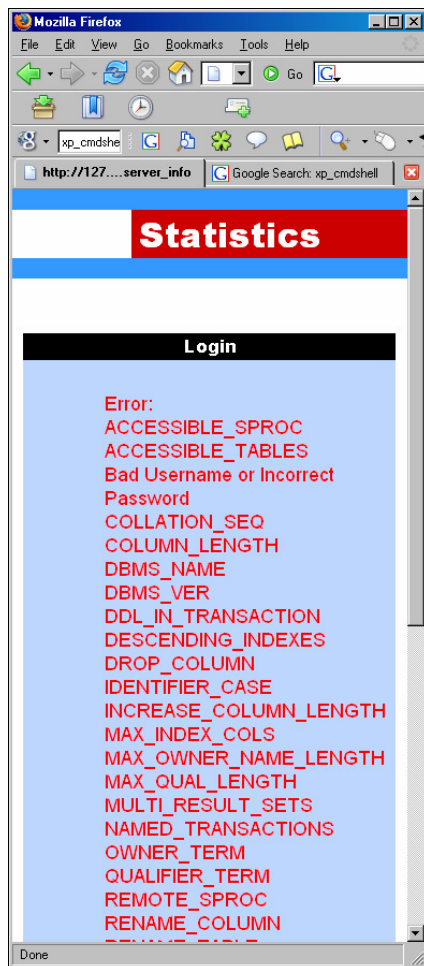 Mozilla Firefox
File Edit View Go Bookmarks Tools Help
Go G
xp_cmdshe G
http://127....server_info G Google Search: xp_cmdshell
Statistics
Login
Error:
ACCESSIBLE_SPROC
ACCESSIBLE_TABLES
Bad Username or Incorrect
Password
COLLATION_SEQ
COLUMN_LENGTH
DBMS_NAME
DBMS_VER
DDL_IN_TRANSACTION
DESCENDING_INDEXES
DROP_COLUMN
IDENTIFIER_CASE
INCREASE_COLUMN_LENGTH
MAX_INDEX_COLS
MAX_OWNER_NAME_LENGTH
MAX_QUAL_LENGTH
MULTI_RESULT_SETS
NAMED_TRANSACTIONS
OWNER_TERM
QUALIFIER_TERM
REMOTE_SPROC
RENAME_COLUMN
Done